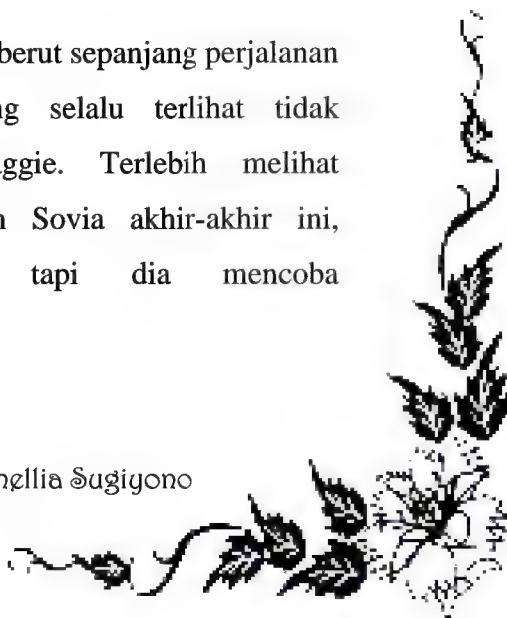 berut sepanjang perjalanan
ng selalu terlihat tidak
ggie. Terlebih melihat
n Sovia akhir-akhir ini,
tapi dia mencoba
nellia Sugiyono